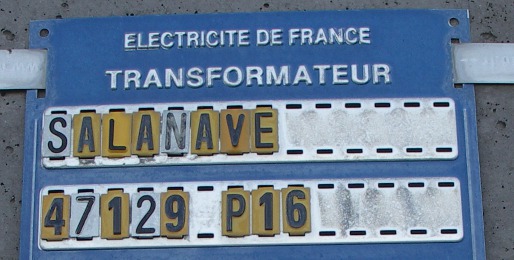 ELECTRICITE DE FRANCE
TRANSFORMATEUR
SALANAVE
47129 P16